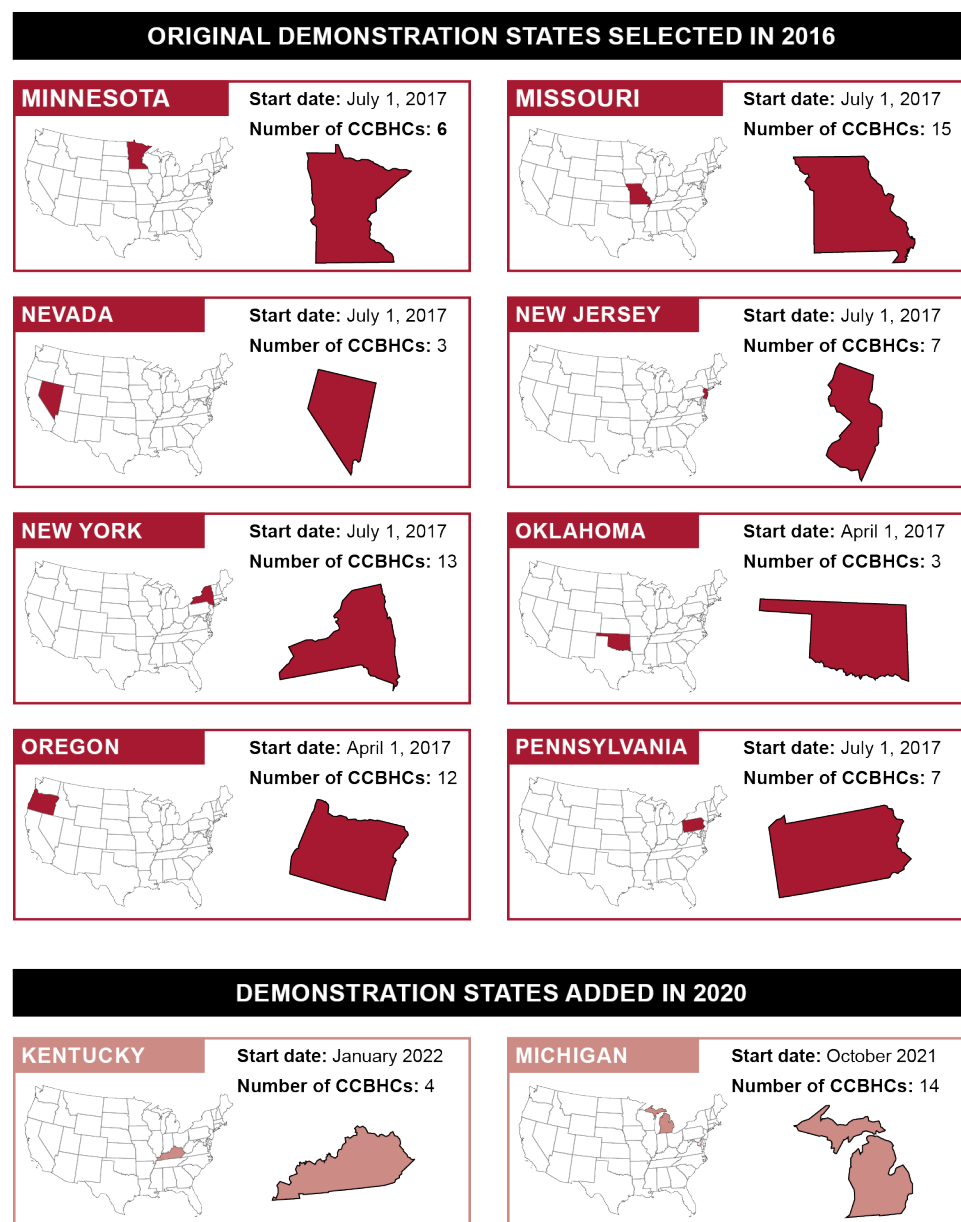 ORIGINAL DEMONSTRATION STATES SELECTED IN 2016
MINNESOTA
Start date: July 1, 2017
Number of CCBHCs: 6
MISSOURI
Start date: July 1, 2017
Number of CCBHCs: 15
NEVADA
Start date: July 1, 2017
Number of CCBHCs: 3
NEW JERSEY
Start date: July 1, 2017
Number of CCBHCs: 7
NEW YORK
Start date: July 1, 2017
Number of CCBHCs: 13
OKLAHOMA
Start date: April 1, 2017
Number of CCBHCs: 3
OREGON
Start date: April 1, 2017
Number of CCBHCs: 12
PENNSYLVANIA
Start date: July 1, 2017
Number of CCBHCs: 7
DEMONSTRATION STATES ADDED IN 2020
KENTUCKY
Start date: January 2022
Number of CCBHCs: 4
MICHIGAN
Start date: October 2021
Number of CCBHCs: 14